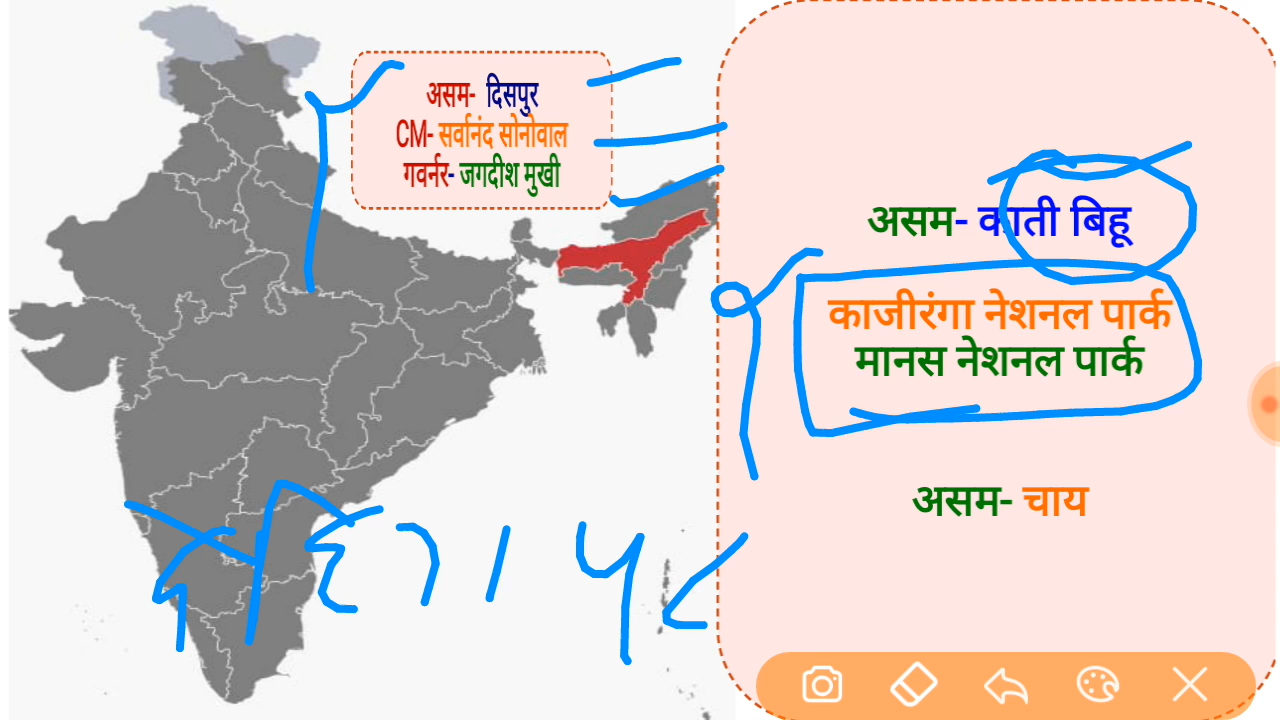 असम- दिसपुर
CM- सर्वानंद सोनोवाल
गवर्नर- जगदीश मुखी
असम- काती बिहू
काजीरंगा नेशनल पार्क
मानस नेशनल पार्क
असम- चाय